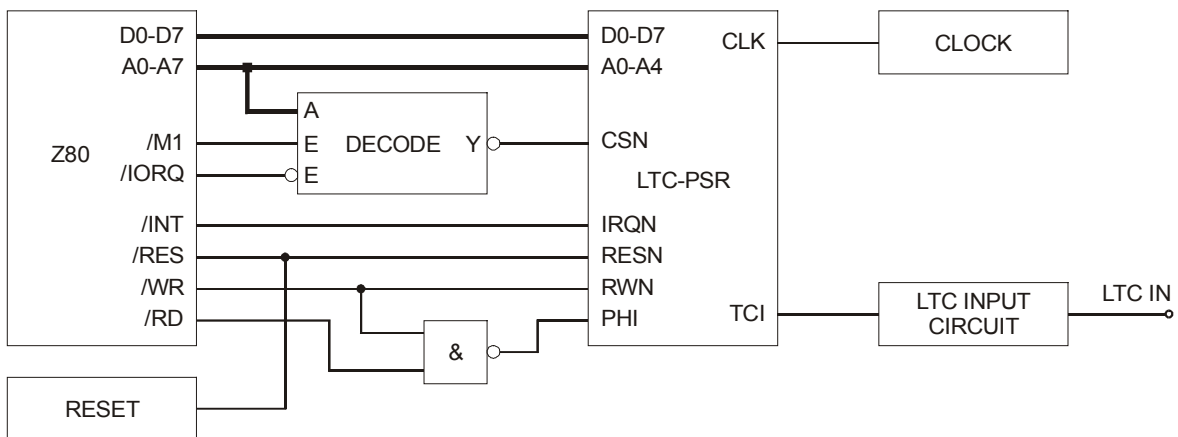 D0-D7
A0-A7
Z80
/M1
/IORQ
/INT
/RES
/WR
/RD
RESET
A
E
E
DECODE
Y
&
D0-D7
A0-A4
CSN
LTC-PSR
IRQN
RESN
RWN
PHI
CLK
TCI
CLOCK
LTC INPUT
CIRCUIT
LTC IN